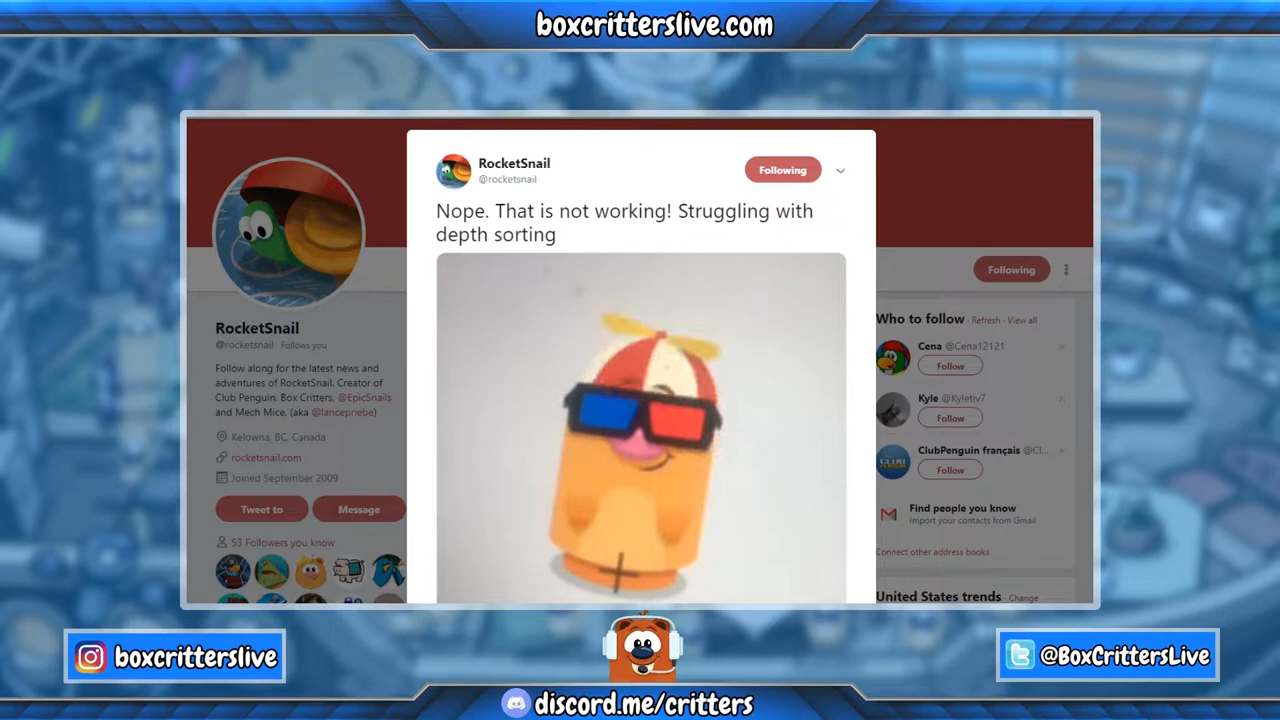 boxcritterslive.com
RocketSnail
@rocketsnail
Following
Nope. That is not working! Struggling with
depth sorting
RocketSnail
@rocketsnail Follows you
Follow along for the latest news and
adventures of RocketSnail. Creator of
Club Penguin. Box Critters. @EpicSnails
and Mech Mice. (aka @lancepriebe)
Kelowna, BC. Canada
rocketsnail.com
Joined September 2009
Tweet to
Message
53 Followers you know
Following
Who to follow · Refresh · View all
Cena @Cena12121
Follow
Kyle @Kyletiv7
Follow
ClubPenguin français @Cl...
Follow
Find people you know
Import your contacts from Gmail
Connect other address books
United States trends · Change
boxcritterslive
@BoxCrittersLive
discord.me/critters